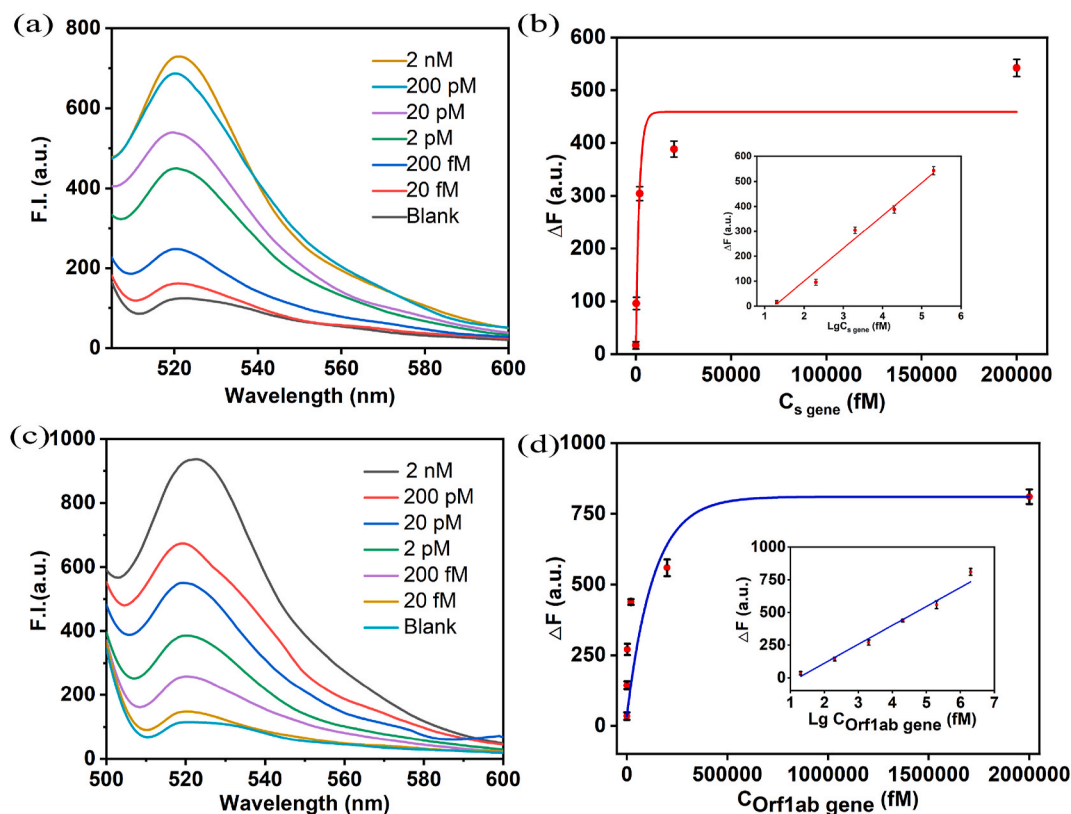 (a)
800
600
400
200
0
F.I. (a.u.)
520 540 560 580 600
Wavelength (nm)
2 nM
200 pM
20 pM
2 pM
200 fM
20 fM
Blank
(b)
600
500
400
300
200
100
0
ΔF (a.u.)
0 50000 100000 150000 200000
C s gene (fM)
600
500
400
300
200
100
0
ΔF (a.u.)
1 2 3 4 5 6
LgC s gene (fM)
(c)
1000
800
600
400
200
0
F.I.(a.u.)
500 520 540 560 580 600
Wavelength (nm)
2 nM
200 pM
20 pM
2 pM
200 fM
20 fM
Blank
(d)
1000
750
500
250
0
ΔF (a.u.)
0 500000 1000000 1500000 2000000
C Orf1ab gene (fM)
1000
750
500
250
0
ΔF (a.u.)
1 2 3 4 5 6 7
Lg C Orf1ab gene (fM)